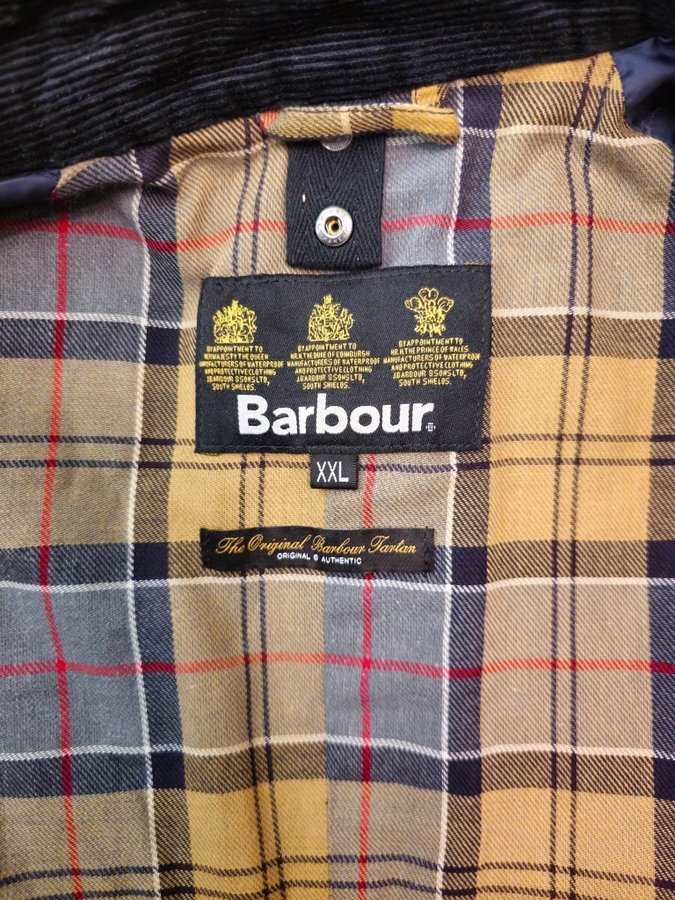 BY APPOINTMENT TO
HER MAJESTY THE QUEEN
MANUFACTURERS OF WATERPROOF
AND PROTECTIVE CLOTHING
J.BARBOUR & SONS LTD,
SOUTH SHIELDS.
BY APPOINTMENT TO
H.R.H. THE DUKE OF EDINBURGH
MANUFACTURERS OF WATERPROOF
AND PROTECTIVE CLOTHING
J.BARBOUR & SONS LTD,
SOUTH SHIELDS.
BY APPOINTMENT TO
H.R.H. THE PRINCE OF WALES
MANUFACTURERS OF WATERPROOF
AND PROTECTIVE CLOTHING
J.BARBOUR & SONS LTD,
SOUTH SHIELDS.
Barbour
XXL
The Original Barbour Tartan
ORIGINAL & AUTHENTIC